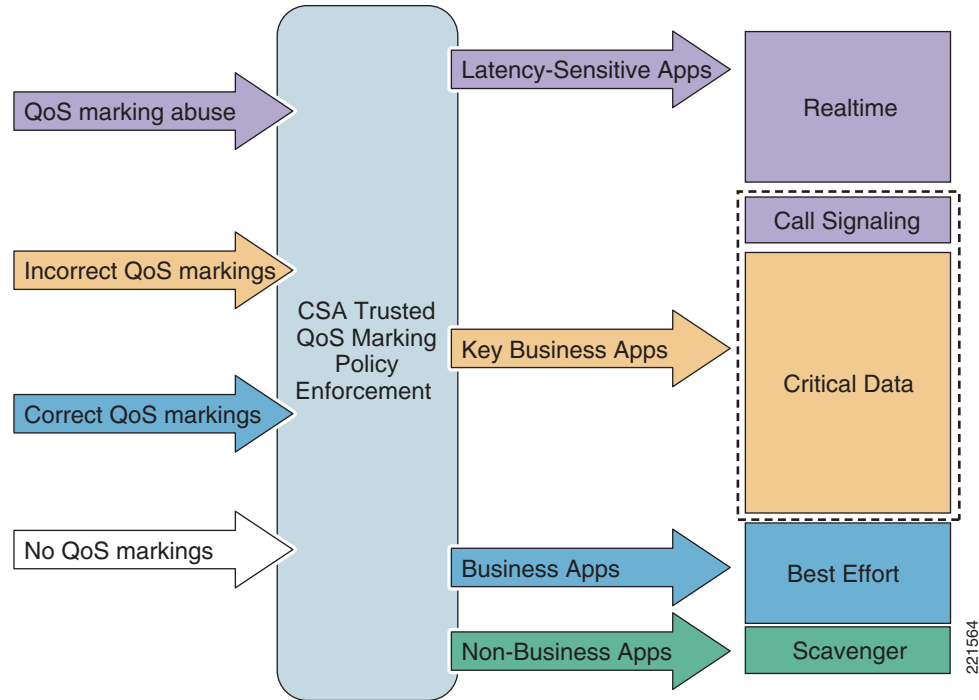 QoS marking abuse
Incorrect QoS markings
Correct QoS markings
No QoS markings
CSA Trusted
QoS Marking
Policy
Enforcement
Latency-Sensitive Apps
Key Business Apps
Business Apps
Non-Business Apps
Realtime
Call Signaling
Critical Data
Best Effort
Scavenger
221564